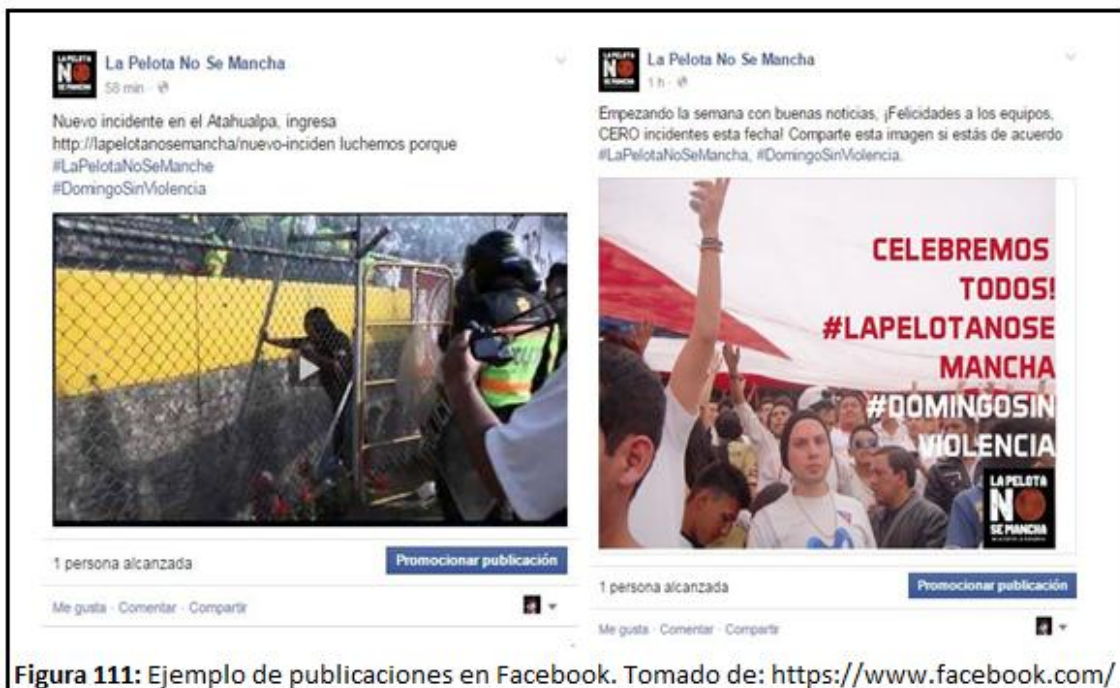 La Pelota No Se Mancha
58 min
Nuevo incidente en el Atahualpa, ingresa
http://lapelotanosemancha/nuevo-inciden luchemos porque
#LaPelotaNoSeManche
#DomingoSinViolencia
1 persona alcanzada
Promocionar publicación
Me gusta · Comentar · Compartir
La Pelota No Se Mancha
1 h
Empezando la semana con buenas noticias, ¡Felicidades a los equipos,
CERO incidentes esta fecha! Comparte esta imagen si estás de acuerdo
#LaPelotaNoSeMancha, #DomingoSinViolencia.
CELEBREMOS
TODOS!
#LAPELOTANOSE
MANCHA
#DOMINGOSIN
VIOLENCIA
LA PELOTA
NO
SE MANCHA
1 persona alcanzada
Promocionar publicación
Me gusta · Comentar · Compartir
Figura 111: Ejemplo de publicaciones en Facebook. Tomado de: https://www.facebook.com/